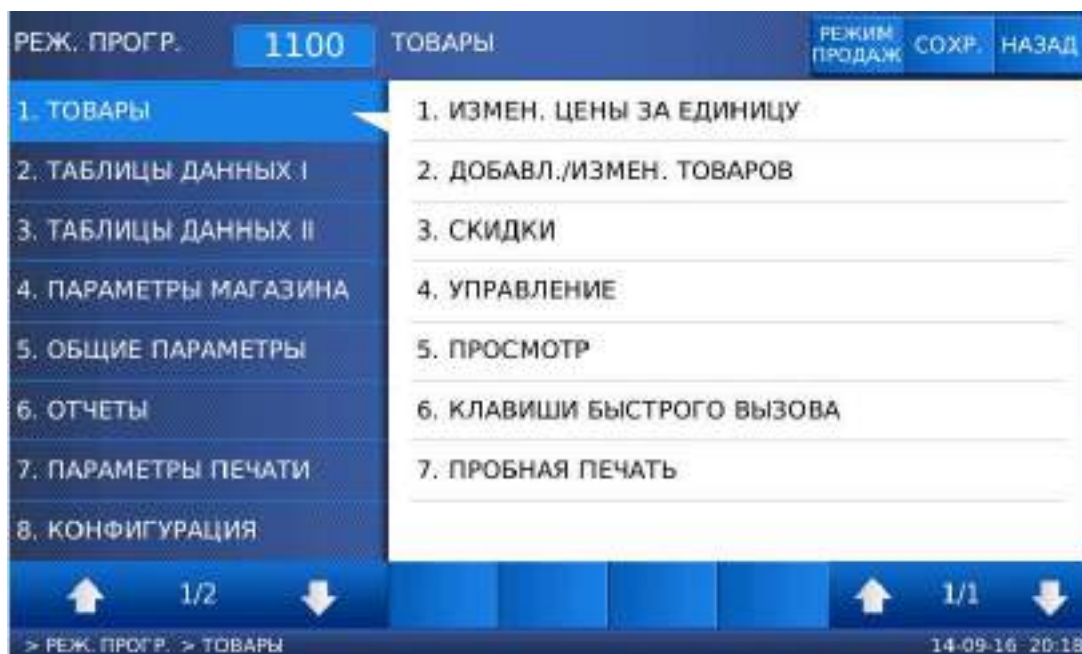 РЕЖ. ПРОГР. 1100 ТОВАРЫ РЕЖИМ ПРОДАЖ СОХР. НАЗАД
1. ТОВАРЫ
2. ТАБЛИЦЫ ДАННЫХ I
3. ТАБЛИЦЫ ДАННЫХ II
4. ПАРАМЕТРЫ МАГАЗИНА
5. ОБЩИЕ ПАРАМЕТРЫ
6. ОТЧЕТЫ
7. ПАРАМЕТРЫ ПЕЧАТИ
8. КОНФИГУРАЦИЯ
1. ИЗМЕН. ЦЕНЫ ЗА ЕДИНИЦУ
2. ДОБАВЛ./ИЗМЕН. ТОВАРОВ
3. СКИДКИ
4. УПРАВЛЕНИЕ
5. ПРОСМОТР
6. КЛАВИШИ БЫСТРОГО ВЫЗОВА
7. ПРОБНАЯ ПЕЧАТЬ
1/2 1/1
> РЕЖ. ПРОГР. > ТОВАРЫ 14-09-16 20:18